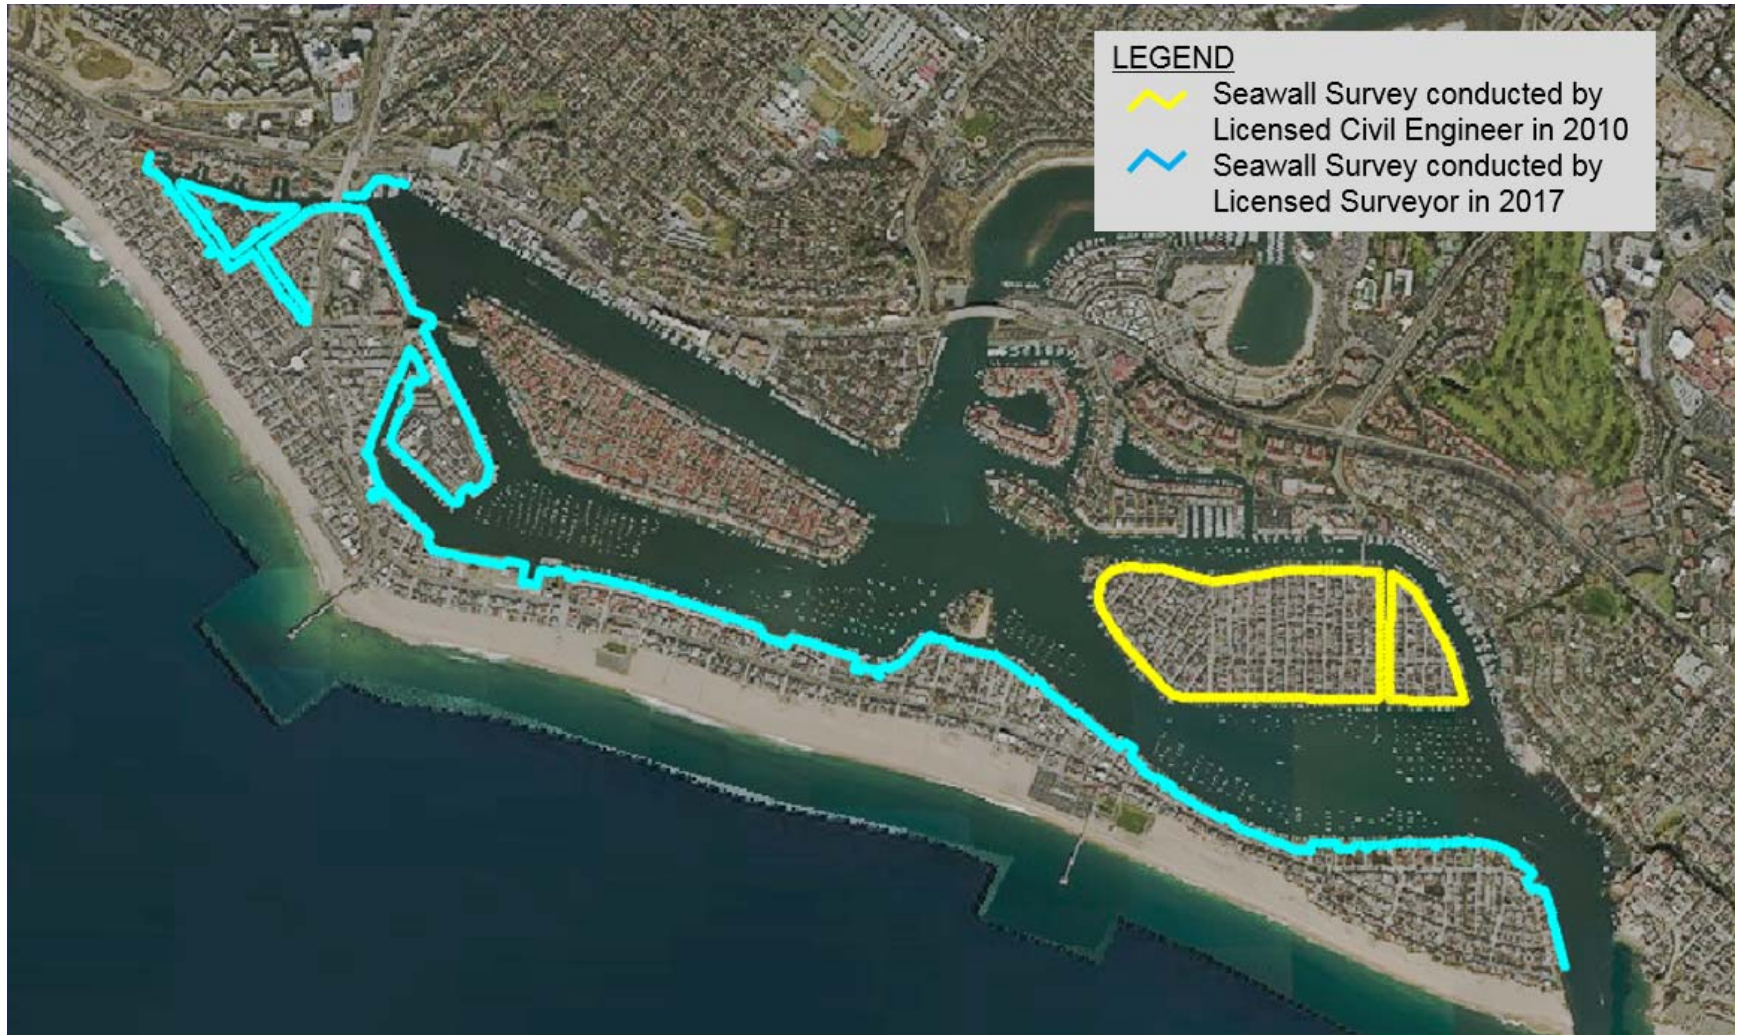 LEGEND
Seawall Survey conducted by
Licensed Civil Engineer in 2010
Seawall Survey conducted by
Licensed Surveyor in 2017